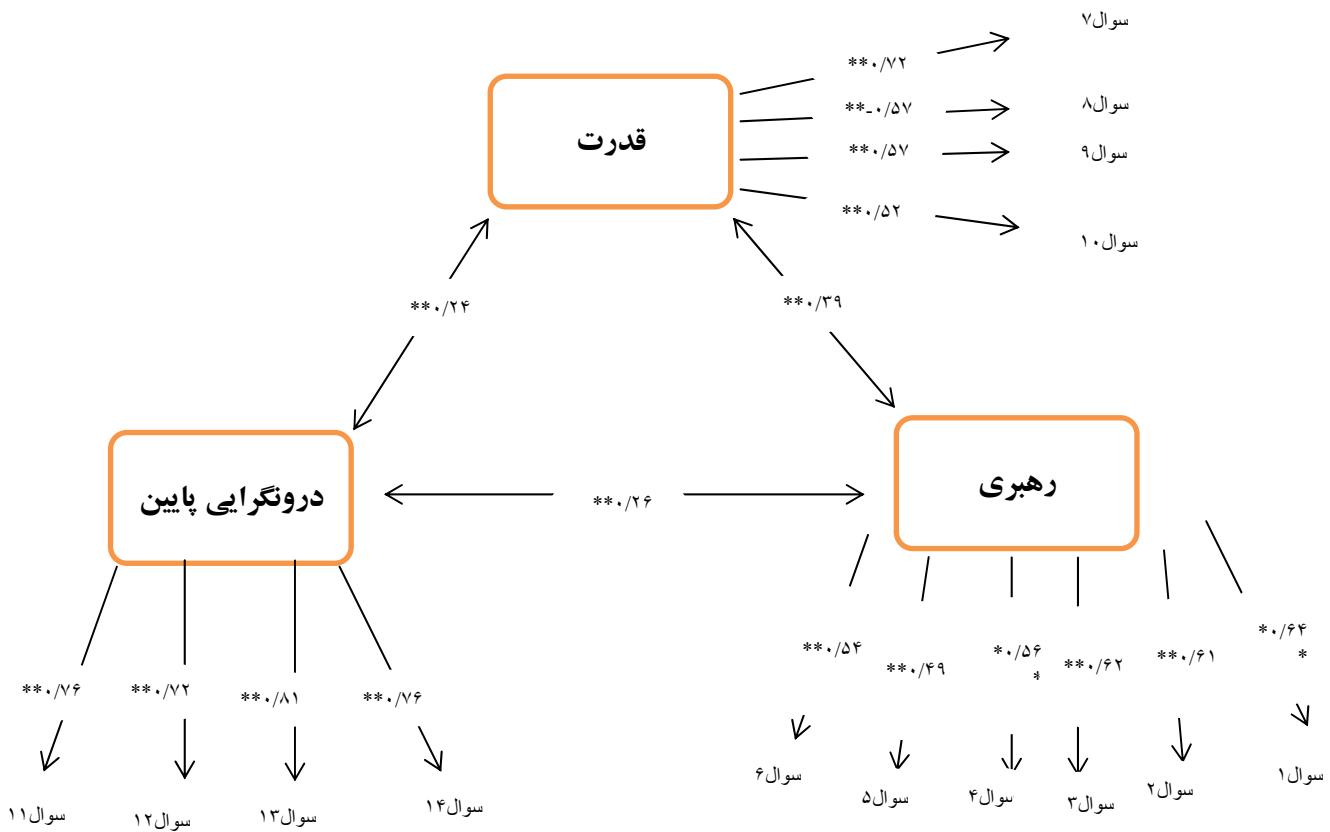 سوال۷
**۰/۷۲
قدرت
**-۰/۵۷
سوال۸
**۰/۵۷
سوال۹
**۰/۵۲
سوال۱۰
**۰/۲۴
**۰/۳۹
درونگرایی پایین
**۰/۲۶
رهبری
**۰/۷۶
**۰/۷۲
**۰/۸۱
**۰/۷۶
**۰/۵۴
**۰/۴۹
*۰/۵۶
*
**۰/۶۲
**۰/۶۱
*۰/۶۴
*
سوال۱۱
سوال۱۲
سوال۱۳
سوال۱۴
سوال۶
سوال۵
سوال۴
سوال۳
سوال۲
سوال۱